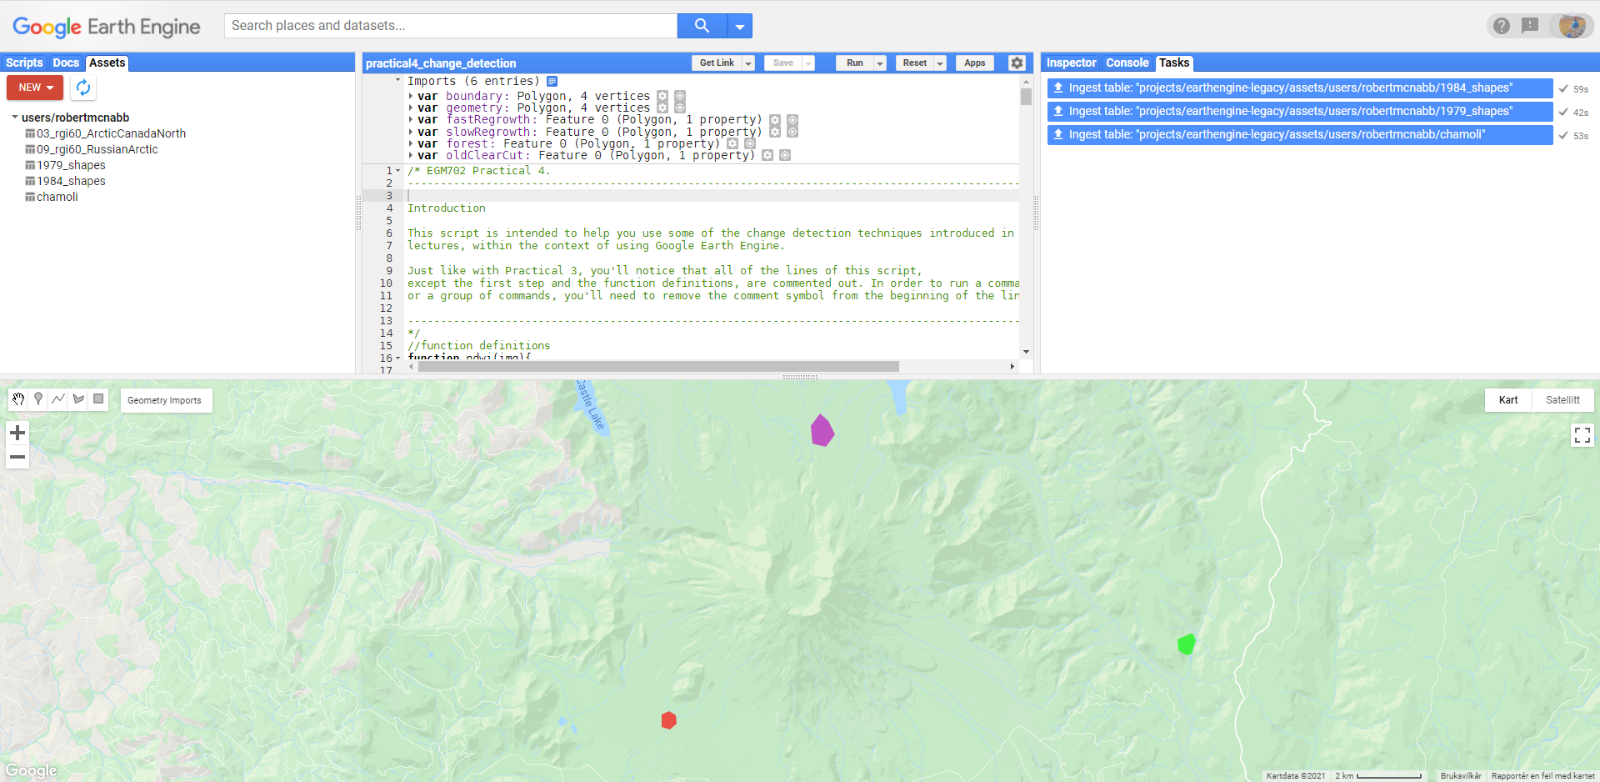 Google Earth Engine
Search places and datasets...
Scripts Docs Assets
NEW
users/robertmcnabb
03_rgi60_ArcticCanadaNorth
09_rgi60_RussianArctic
1979_shapes
1984_shapes
chamoli
practical4_change_detection
Get Link Save Run Reset Apps
Imports (6 entries)
var boundary: Polygon, 4 vertices
var geometry: Polygon, 4 vertices
var fastRegrowth: Feature 0 (Polygon, 1 property)
var slowRegrowth: Feature 0 (Polygon, 1 property)
var forest: Feature 0 (Polygon, 1 property)
var oldClearCut: Feature 0 (Polygon, 1 property)
1 /* EGM702 Practical 4.
2 ---------------------------------------------------------------------------------------------
3
4 Introduction
5
6 This script is intended to help you use some of the change detection techniques introduced in
7 lectures, within the context of using Google Earth Engine.
8
9 Just like with Practical 3, you'll notice that all of the lines of this script,
10 except the first step and the function definitions, are commented out. In order to run a comma
11 or a group of commands, you'll need to remove the comment symbol from the beginning of the lin
12
13 ---------------------------------------------------------------------------------------------
14 */
15 //function definitions
16 function ndwi(img){
17
Inspector Console Tasks
Ingest table: "projects/earthengine-legacy/assets/users/robertmcnabb/1984_shapes" 59s
Ingest table: "projects/earthengine-legacy/assets/users/robertmcnabb/1979_shapes" 42s
Ingest table: "projects/earthengine-legacy/assets/users/robertmcnabb/chamoli" 53s
Geometry Imports
Castle Lake
Kart Satellitt
Google
Kartdata ©2021 2 km Bruksvilkår Rapportér en feil med kartet